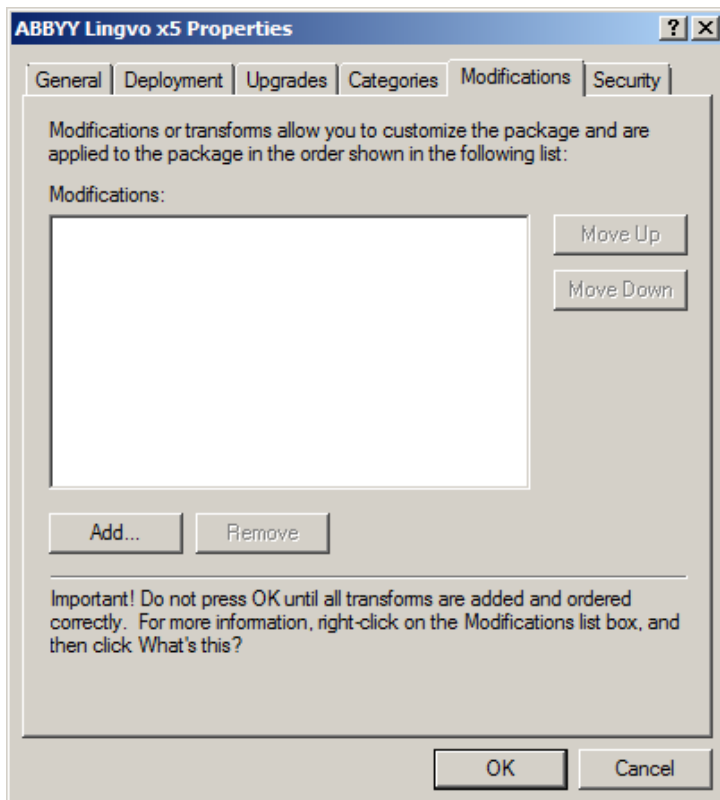 ABBYY Lingvo x5 Properties
General Deployment Upgrades Categories Modifications Security
Modifications or transforms allow you to customize the package and are
applied to the package in the order shown in the following list:
Modifications:
Move Up
Move Down
Add... Remove
Important! Do not press OK until all transforms are added and ordered
correctly. For more information, right-click on the Modifications list box, and
then click What's this?
OK Cancel